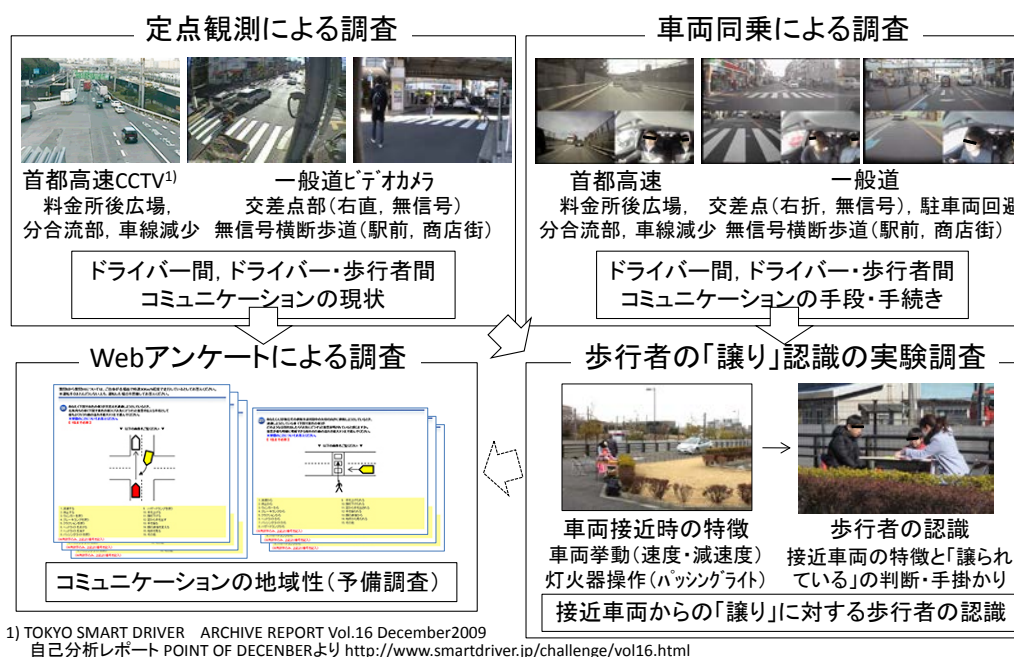 定点観測による調査
首都高速CCTV1)
料金所後広場,
分合流部, 車線減少
一般道ﾋﾞﾃﾞｵカメラ
交差点部(右直, 無信号)
無信号横断歩道(駅前, 商店街)
ドライバー間, ドライバー・歩行者間
コミュニケーションの現状
車両同乗による調査
首都高速
料金所後広場,
分合流部, 車線減少
一般道
交差点(右折, 無信号), 駐車両回避
無信号横断歩道(駅前, 商店街)
ドライバー間, ドライバー・歩行者間
コミュニケーションの手段・手続き
Webアンケートによる調査
コミュニケーションの地域性(予備調査)
歩行者の「譲り」認識の実験調査
車両接近時の特徴
車両挙動(速度・減速度)
灯火器操作(ﾊﾟｯｼﾝｸﾞライト)
歩行者の認識
接近車両の特徴と「譲られ
ている」の判断・手掛かり
接近車両からの「譲り」に対する歩行者の認識
1) TOKYO SMART DRIVER ARCHIVE REPORT Vol.16 December2009
自己分析レポート POINT OF DECENBERより http://www.smartdriver.jp/challenge/vol16.html